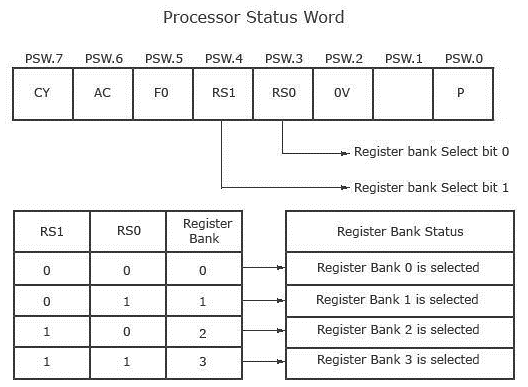 Processor Status Word
PSW.7 PSW.6 PSW.5 PSW.4 PSW.3 PSW.2 PSW.1 PSW.0
CY AC F0 RS1 RS0 0V P
Register bank Select bit 0
Register bank Select bit 1
RS1 RS0 Register Bank Register Bank Status
0 0 0 Register Bank 0 is selected
0 1 1 Register Bank 1 is selected
1 0 2 Register Bank 2 is selected
1 1 3 Register Bank 3 is selected